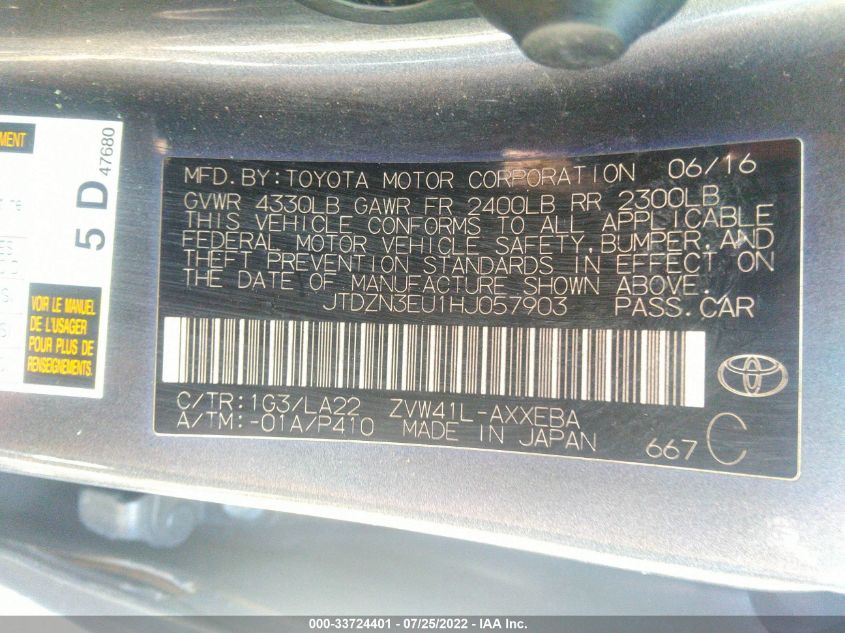 MENT
5 D 47680
VOIR LE MANUEL
DE L'USAGER
POUR PLUS DE
RENSEIGNEMENTS.
MFD.BY:TOYOTA MOTOR CORPORATION 06/16
GVWR 4330LB GAWR FR 2400LB RR 2300LB
THIS VEHICLE CONFORMS TO ALL APPLICABLE
FEDERAL MOTOR VEHICLE SAFETY,BUMPER,AND
THEFT PREVENTION STANDARDS IN EFFECT ON
THE DATE OF MANUFACTURE SHOWN ABOVE.
JTDZN3EU1HJ057903 PASS.CAR
C/TR:1G3/LA22 ZVW41L-AXXEBA
A/TM:-01A/P410 MADE IN JAPAN
667 C
000-33724401 - 07/25/2022 - IAA Inc.